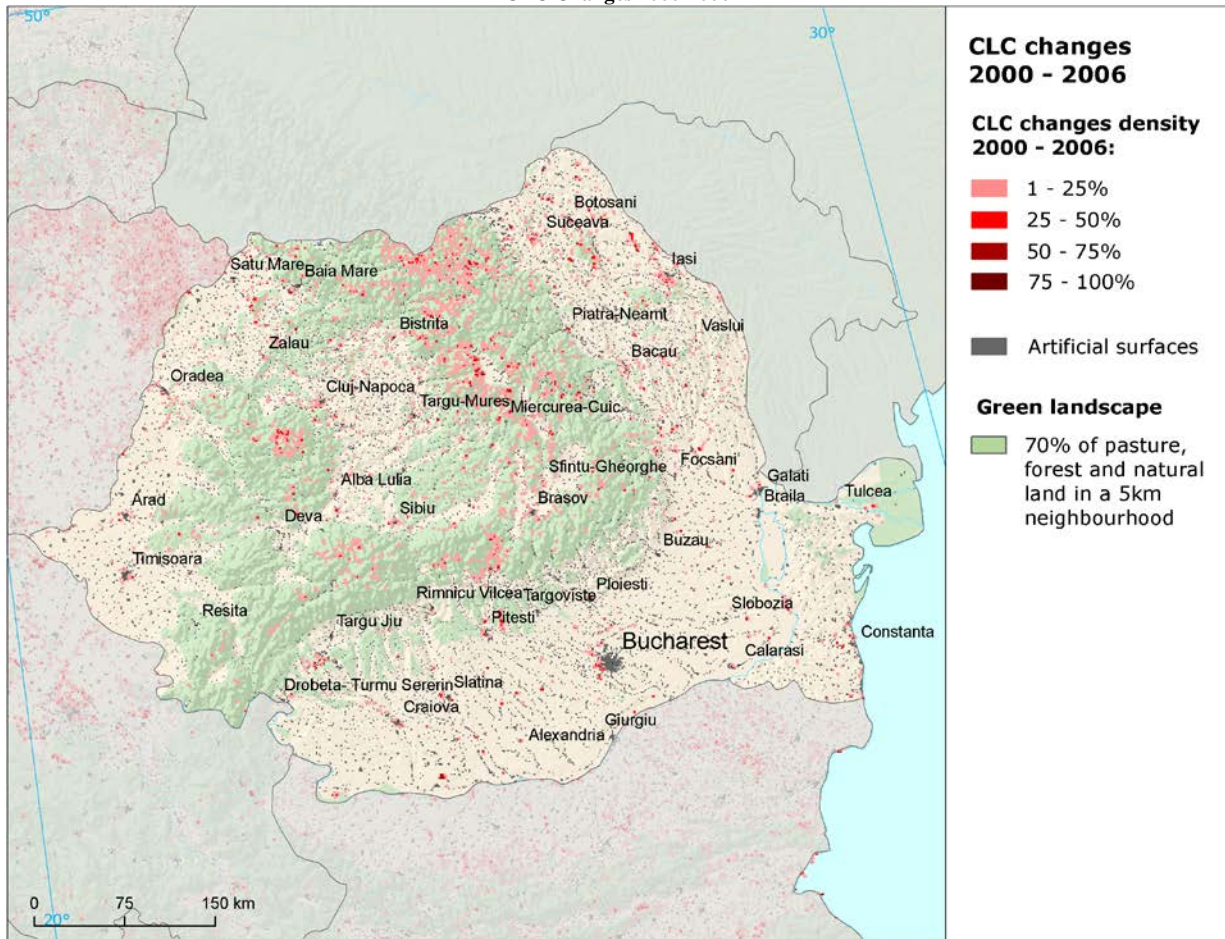 50°
30°
Botosani
Suceava
Iasi
Satu Mare
Baia Mare
Piatra-Neamt
Vaslui
Bistrita
Zalau
Bacau
Oradea
Cluj-Napoca
Targu-Mures
Miercurea-Cuic
Focsani
Sfintu-Gheorghe
Galati
Alba Lulia
Braila
Tulcea
Arad
Sibiu
Brasov
Deva
Buzau
Timisoara
Ploiesti
Rimnicu Vilcea
Targoviste
Slobozia
Resita
Pitesti
Targu Jiu
Constanta
Bucharest
Calarasi
Drobeta- Turmu Sererin
Slatina
Craiova
Giurgiu
Alexandria
0 75 150 km
20°
CLC changes
2000 - 2006
CLC changes density
2000 - 2006:
1 - 25%
25 - 50%
50 - 75%
75 - 100%
Artificial surfaces
Green landscape
70% of pasture,
forest and natural
land in a 5km
neighbourhood